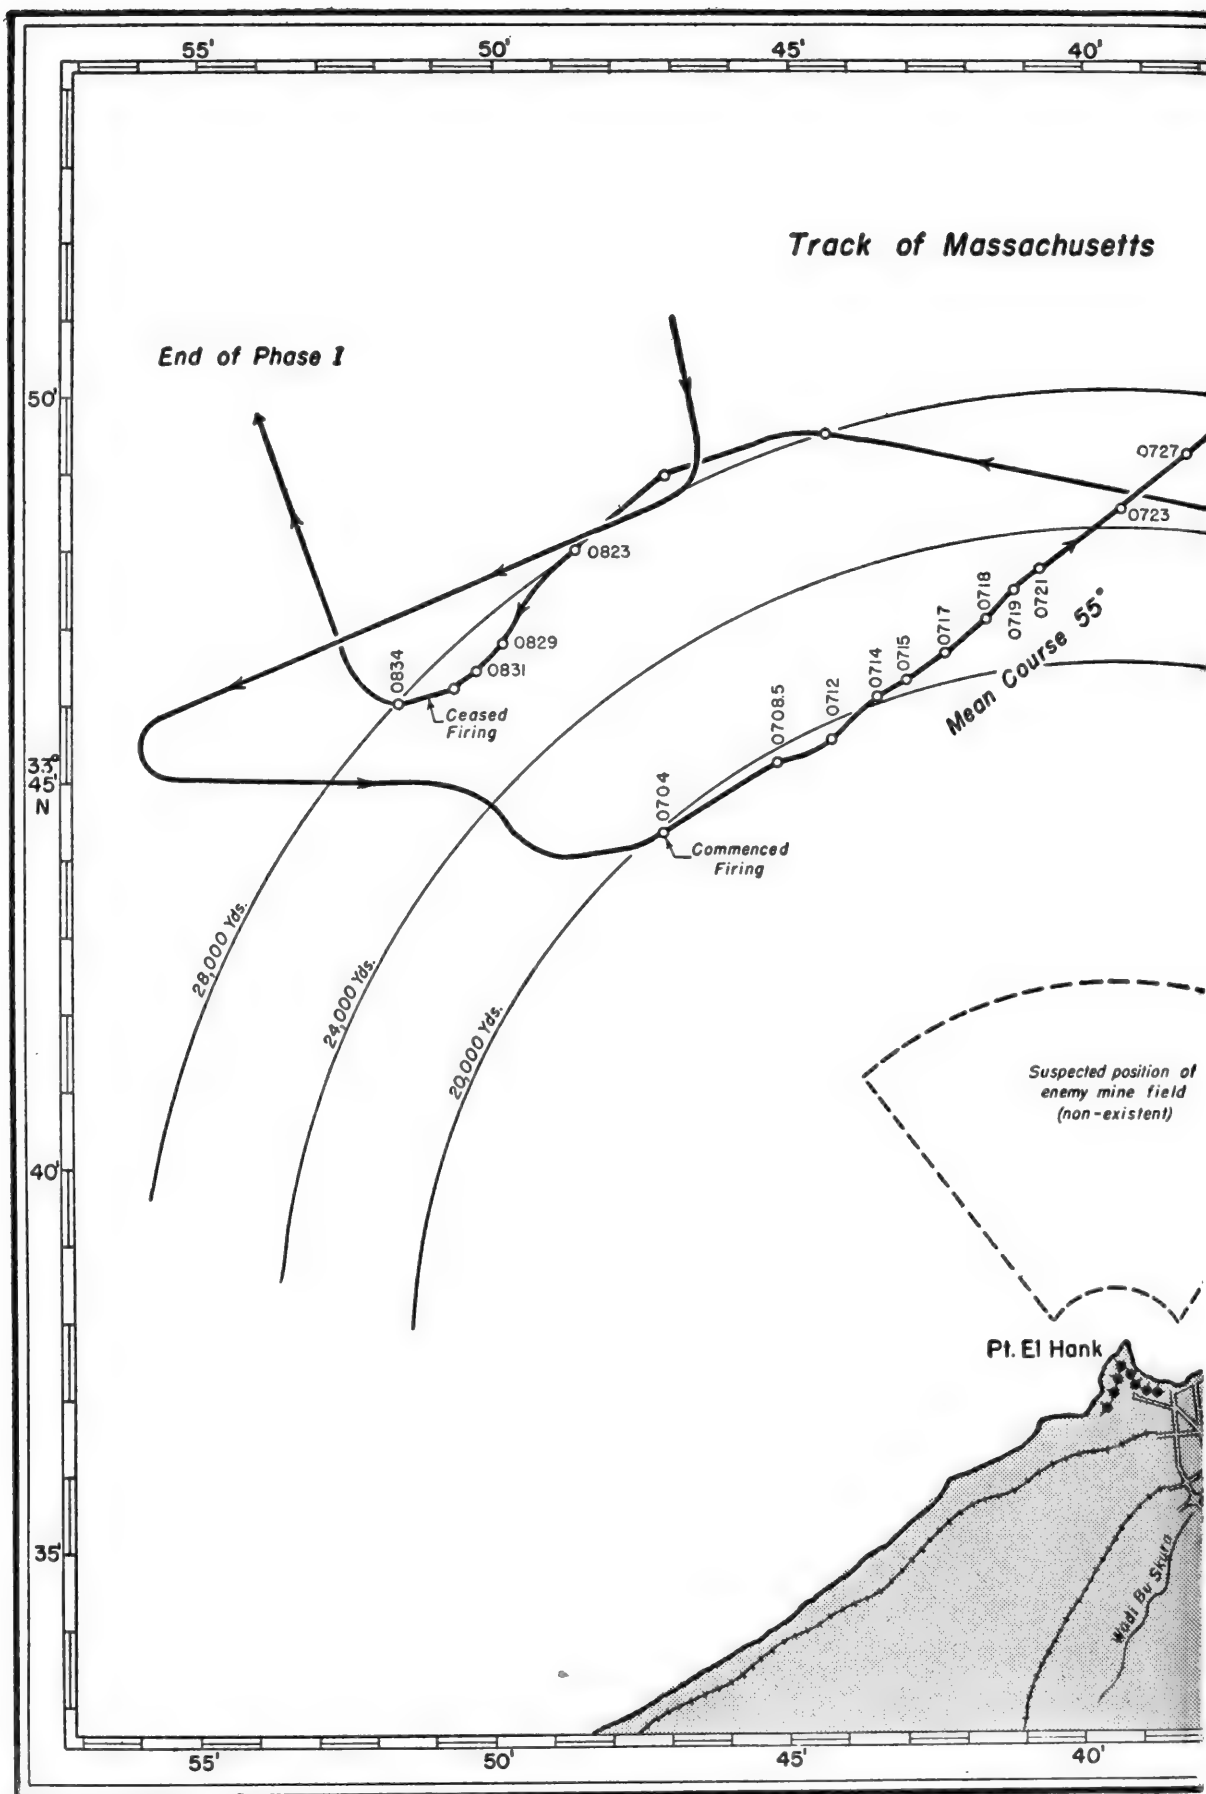 55' 50' 45' 40'
Track of Massachusetts
End of Phase I
50'
0727
0723
0823
0718
0719
0721
0717
0829
0834
0831
0715
0714
Mean Course 55°
0712
Ceased
Firing
0708.5
33°
45'
N
0704
Commenced
Firing
28,000 Yds.
24,000 Yds.
20,000 Yds.
Suspected position of
enemy mine field
(non-existent)
40'
Pt. El Hank
35'
Wadi Bu Skura
55' 50' 45' 40'